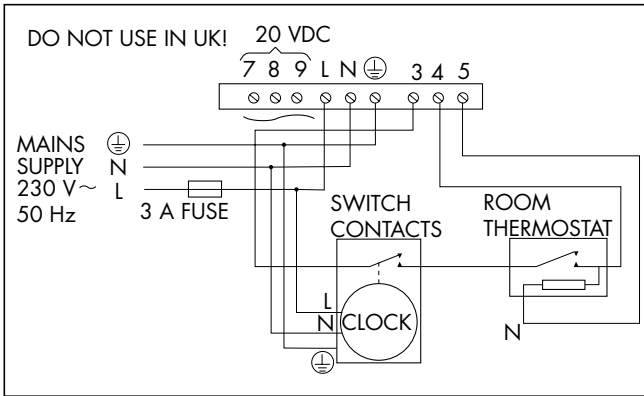 DO NOT USE IN UK!
20 VDC
7 8 9 L N 3 4 5
MAINS
SUPPLY
230 V~
50 Hz
N
L
3 A FUSE
SWITCH
CONTACTS
ROOM
THERMOSTAT
L
N
CLOCK
N